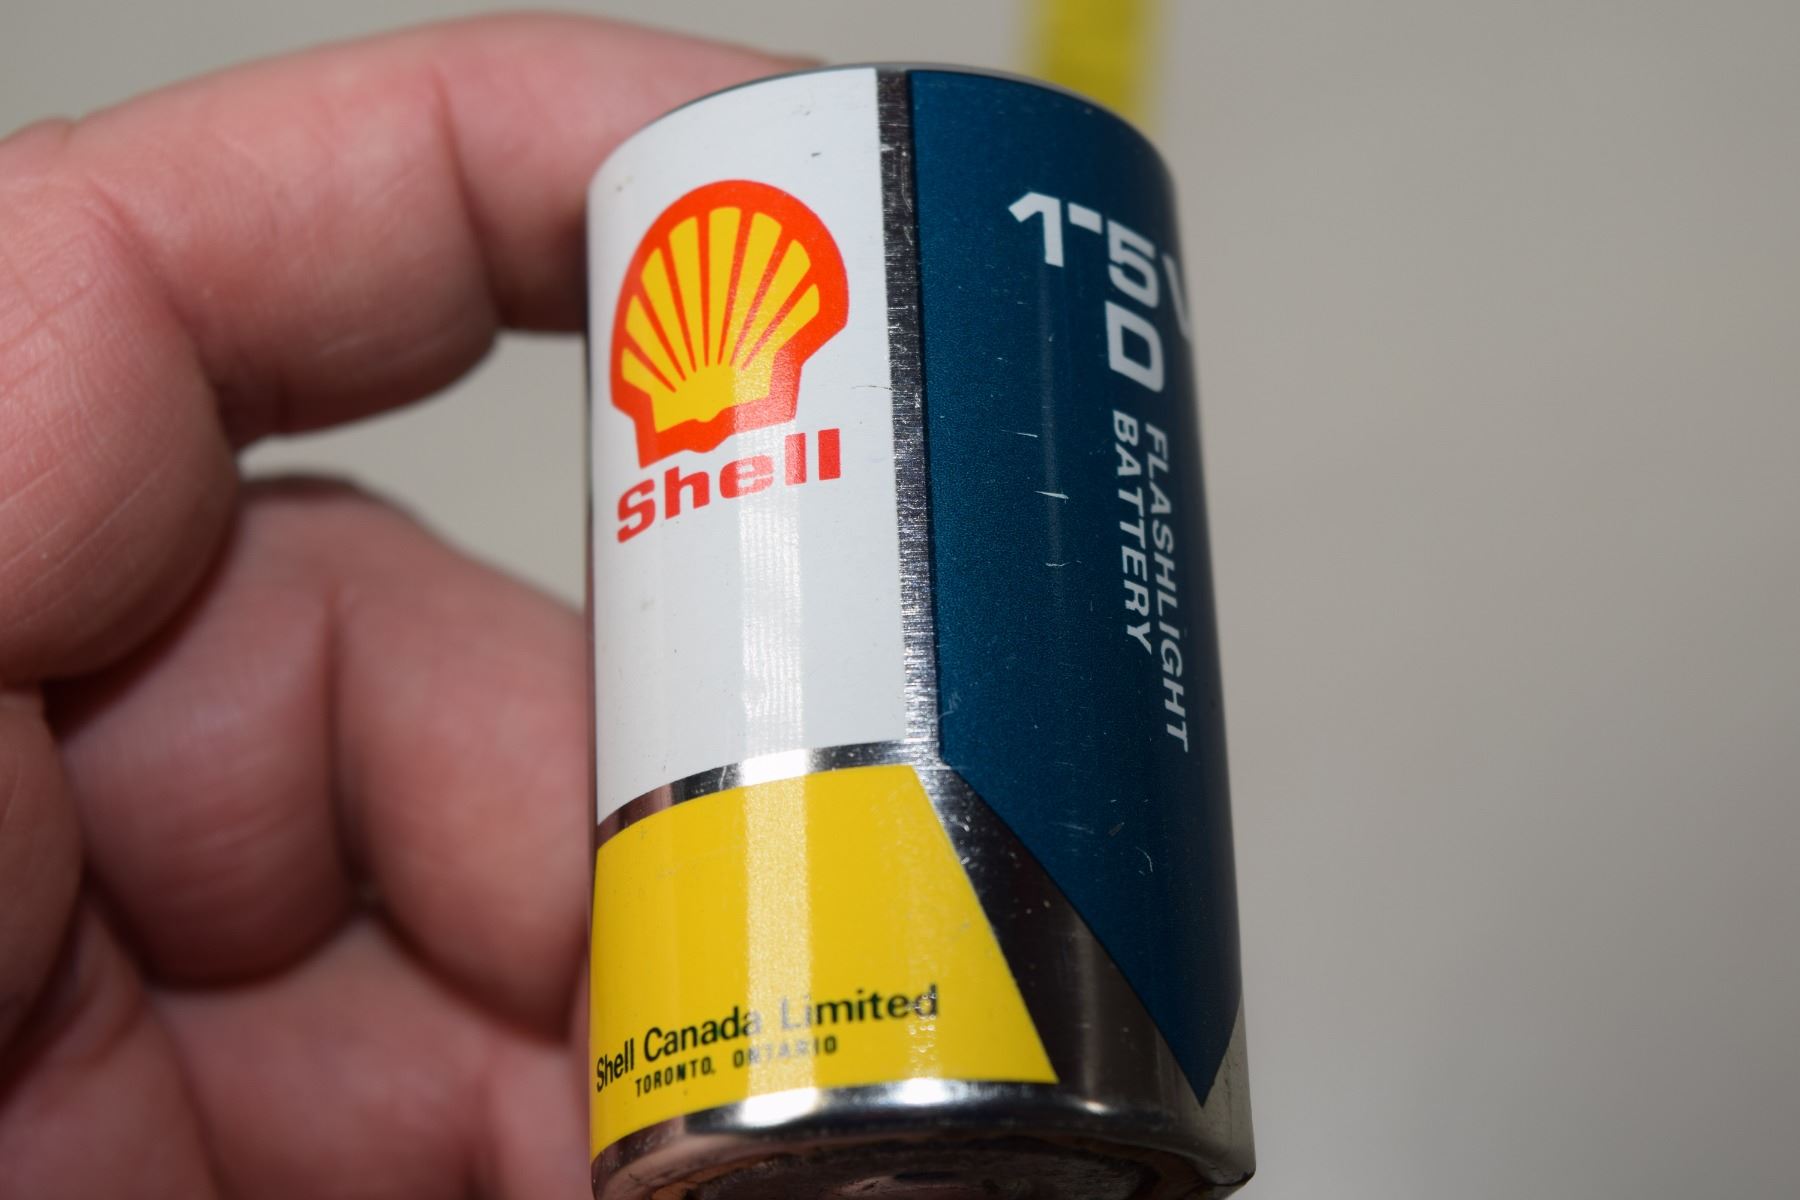 Shell
Shell Canada Limited
TORONTO, ONTARIO
1-5V
D
FLASHLIGHT
BATTERY